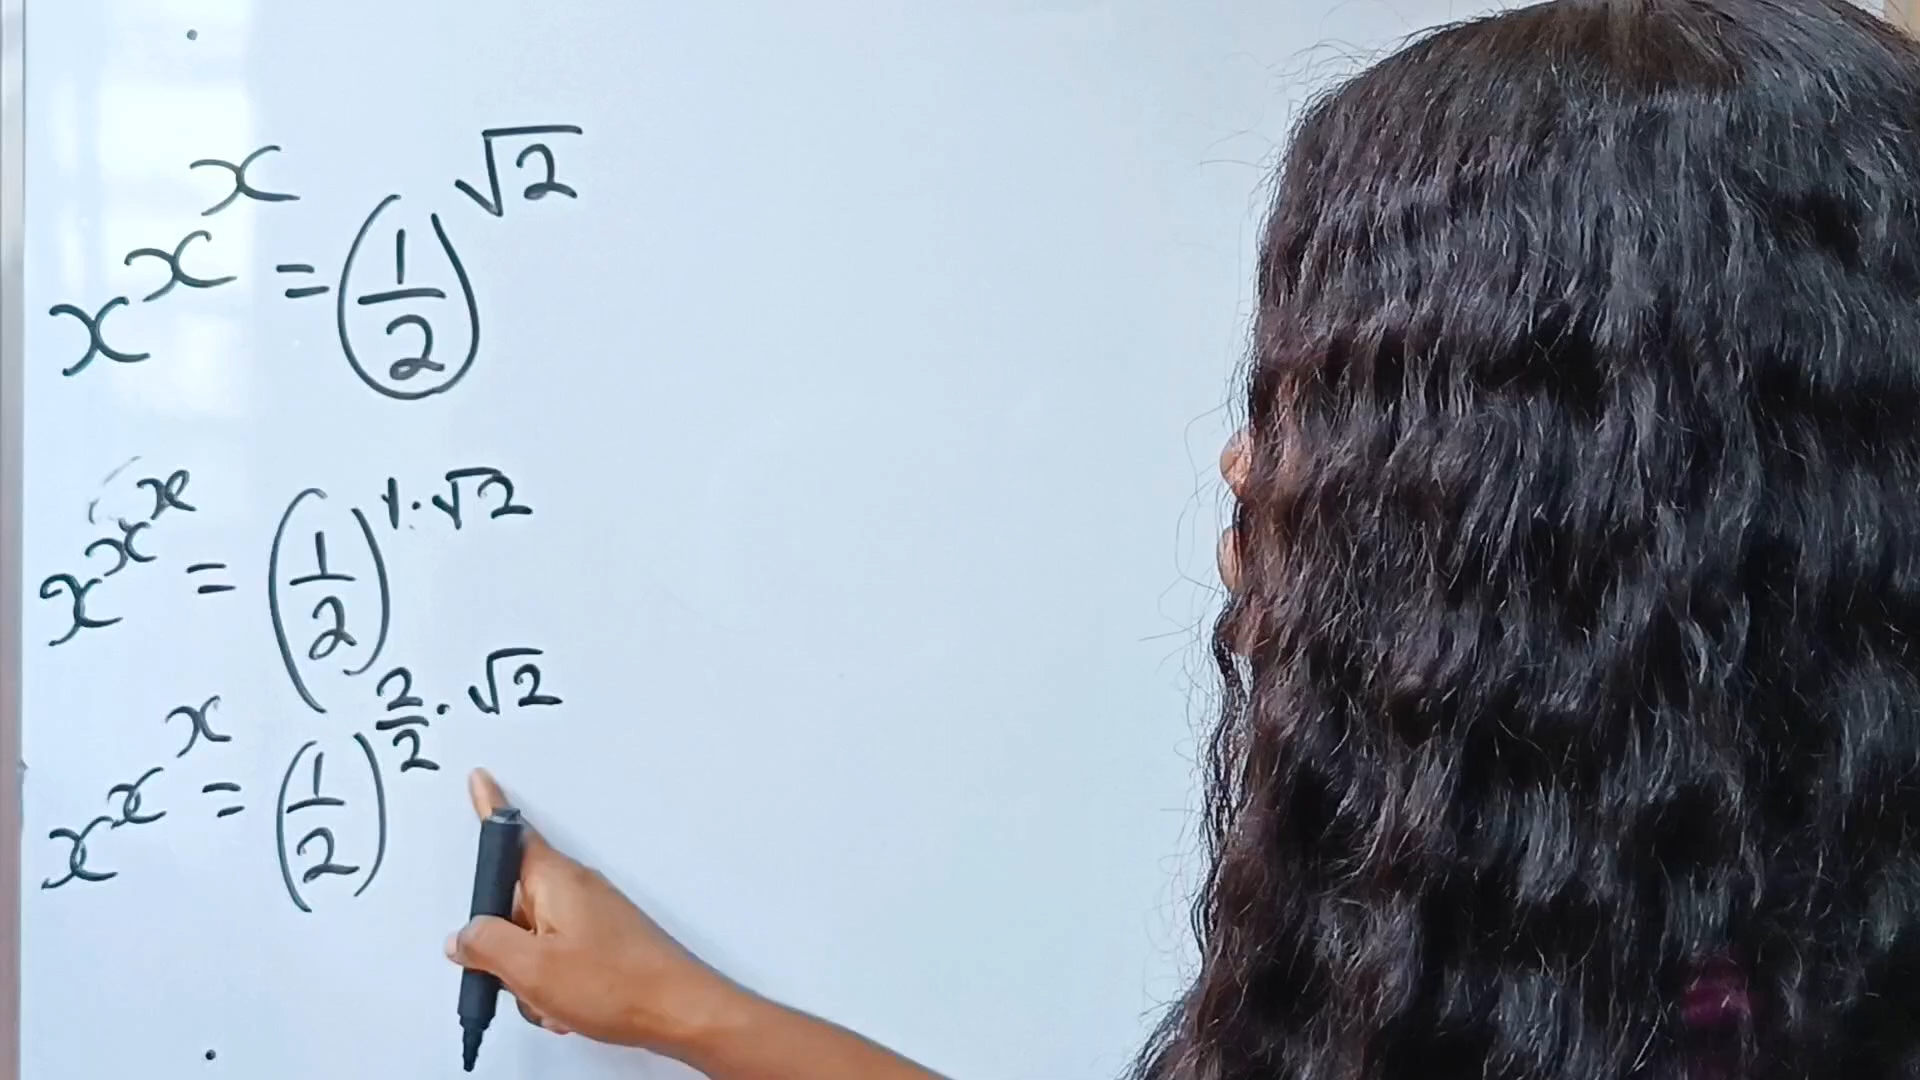 x^x^x = (1/2)^√2
x^x^x = (1/2)^1·√2
x^x^x = (1/2)^2/2·√2